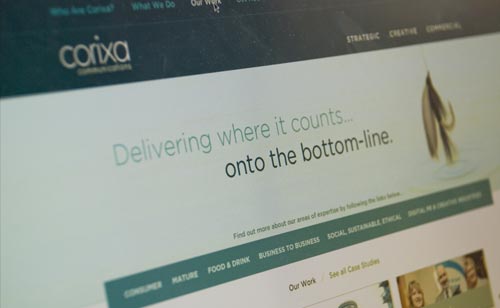 Who Are Corixa? What We Do Our Work
STRATEGIC CREATIVE COMMERCIAL
corixa
communications
Delivering where it counts...
onto the bottom-line.
Find out more about our areas of expertise by following the links below...
CONSUMER MATURE FOOD & DRINK BUSINESS TO BUSINESS SOCIAL, SUSTAINABLE, ETHICAL DIGITAL PR & CREATIVE INDUSTRIES
Our Work See all Case Studies